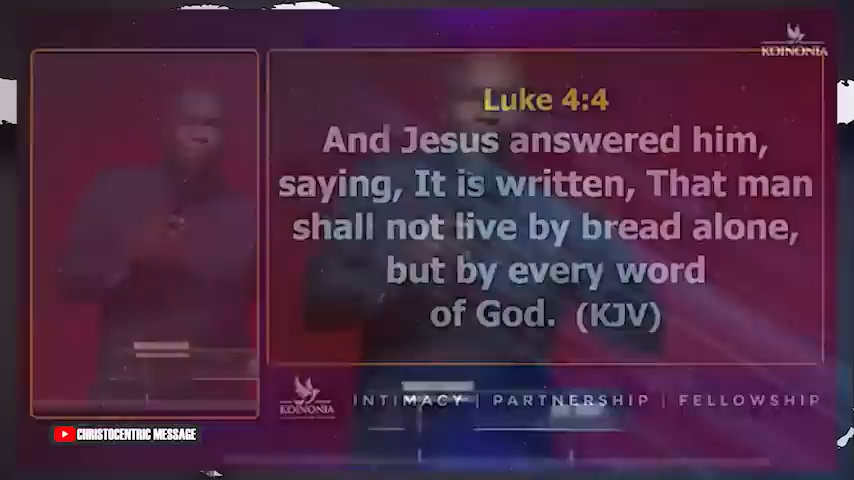 KOINONIA
Luke 4:4
And Jesus answered him,
saying, It is written, That man
shall not live by bread alone,
but by every word
of God. (KJV)
KOINONIA
INTIMACY | PARTNERSHIP | FELLOWSHIP
CHRISTOCENTRIC MESSAGE